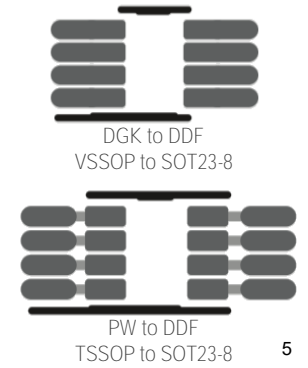 DGK to DDF
VSSOP to SOT23-8
PW to DDF
TSSOP to SOT23-8
5